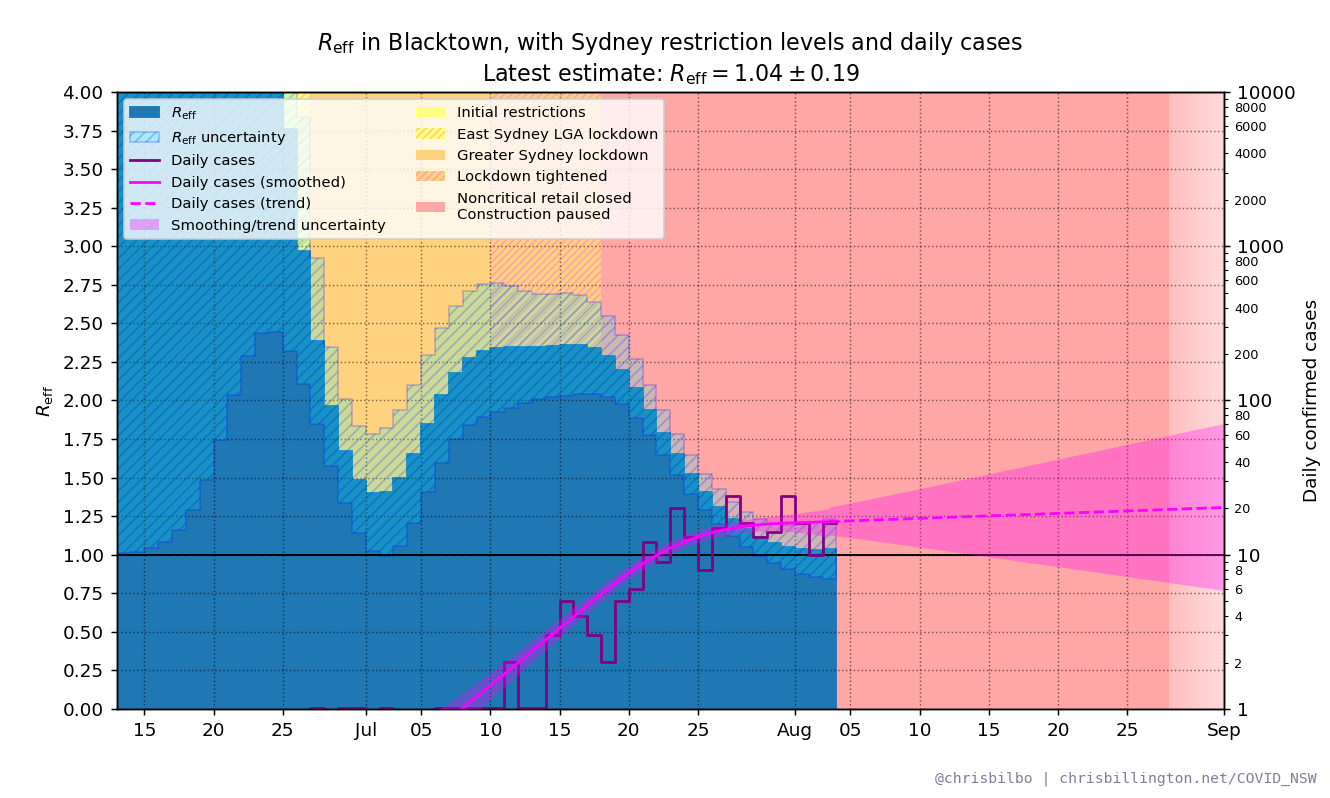 Reff in Blacktown, with Sydney restriction levels and daily cases
Latest estimate: Reff = 1.04 ± 0.19
Reff
Reff uncertainty
Daily cases
Daily cases (smoothed)
Daily cases (trend)
Smoothing/trend uncertainty
Initial restrictions
East Sydney LGA lockdown
Greater Sydney lockdown
Lockdown tightened
Noncritical retail closed
Construction paused
Reff
4.00
3.75
3.50
3.25
3.00
2.75
2.50
2.25
2.00
1.75
1.50
1.25
1.00
0.75
0.50
0.25
0.00
15 20 25 Jul 05 10 15 20 25 Aug 05 10 15 20 25 Sep
10000
8000
6000
4000
2000
1000
800
600
400
200
100
80
60
40
20
10
8
6
4
2
1
Daily confirmed cases
@chrisbilbo | chrisbillington.net/COVID_NSW